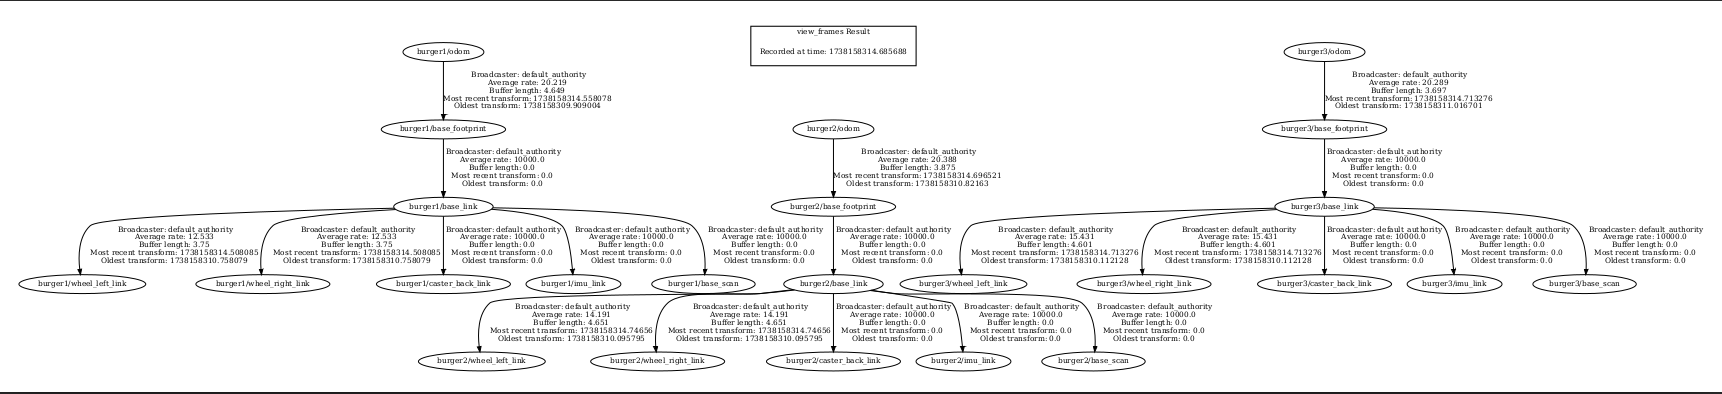 view_frames Result
Recorded at time: 1738158314.685688
burger1/odom
Broadcaster: default_authority
Average rate: 20.219
Buffer length: 4.649
Most recent transform: 1738158314.558078
Oldest transform: 1738158309.909004
burger1/base_footprint
Broadcaster: default_authority
Average rate: 10000.0
Buffer length: 0.0
Most recent transform: 0.0
Oldest transform: 0.0
burger1/base_link
Broadcaster: default_authority
Average rate: 12.533
Buffer length: 3.75
Most recent transform: 1738158314.508085
Oldest transform: 1738158310.758079
burger1/wheel_left_link
Broadcaster: default_authority
Average rate: 12.533
Buffer length: 3.75
Most recent transform: 1738158314.508085
Oldest transform: 1738158310.758079
burger1/wheel_right_link
Broadcaster: default_authority
Average rate: 10000.0
Buffer length: 0.0
Most recent transform: 0.0
Oldest transform: 0.0
burger1/caster_back_link
Broadcaster: default_authority
Average rate: 10000.0
Buffer length: 0.0
Most recent transform: 0.0
Oldest transform: 0.0
burger1/imu_link
Broadcaster: default_authority
Average rate: 10000.0
Buffer length: 0.0
Most recent transform: 0.0
Oldest transform: 0.0
burger1/base_scan
burger2/odom
Broadcaster: default_authority
Average rate: 20.388
Buffer length: 3.875
Most recent transform: 1738158314.696521
Oldest transform: 1738158310.82163
burger2/base_footprint
Broadcaster: default_authority
Average rate: 10000.0
Buffer length: 0.0
Most recent transform: 0.0
Oldest transform: 0.0
burger2/base_link
Broadcaster: default_authority
Average rate: 14.191
Buffer length: 4.651
Most recent transform: 1738158314.74656
Oldest transform: 1738158310.095795
burger2/wheel_left_link
Broadcaster: default_authority
Average rate: 14.191
Buffer length: 4.651
Most recent transform: 1738158314.74656
Oldest transform: 1738158310.095795
burger2/wheel_right_link
Broadcaster: default_authority
Average rate: 10000.0
Buffer length: 0.0
Most recent transform: 0.0
Oldest transform: 0.0
burger2/caster_back_link
Broadcaster: default_authority
Average rate: 10000.0
Buffer length: 0.0
Most recent transform: 0.0
Oldest transform: 0.0
burger2/imu_link
Broadcaster: default_authority
Average rate: 10000.0
Buffer length: 0.0
Most recent transform: 0.0
Oldest transform: 0.0
burger2/base_scan
burger3/odom
Broadcaster: default_authority
Average rate: 20.289
Buffer length: 3.697
Most recent transform: 1738158314.713276
Oldest transform: 1738158311.016701
burger3/base_footprint
Broadcaster: default_authority
Average rate: 10000.0
Buffer length: 0.0
Most recent transform: 0.0
Oldest transform: 0.0
burger3/base_link
Broadcaster: default_authority
Average rate: 15.431
Buffer length: 4.601
Most recent transform: 1738158314.713276
Oldest transform: 1738158310.112128
burger3/wheel_left_link
Broadcaster: default_authority
Average rate: 15.431
Buffer length: 4.601
Most recent transform: 1738158314.713276
Oldest transform: 1738158310.112128
burger3/wheel_right_link
Broadcaster: default_authority
Average rate: 10000.0
Buffer length: 0.0
Most recent transform: 0.0
Oldest transform: 0.0
burger3/caster_back_link
Broadcaster: default_authority
Average rate: 10000.0
Buffer length: 0.0
Most recent transform: 0.0
Oldest transform: 0.0
burger3/imu_link
Broadcaster: default_authority
Average rate: 10000.0
Buffer length: 0.0
Most recent transform: 0.0
Oldest transform: 0.0
burger3/base_scan